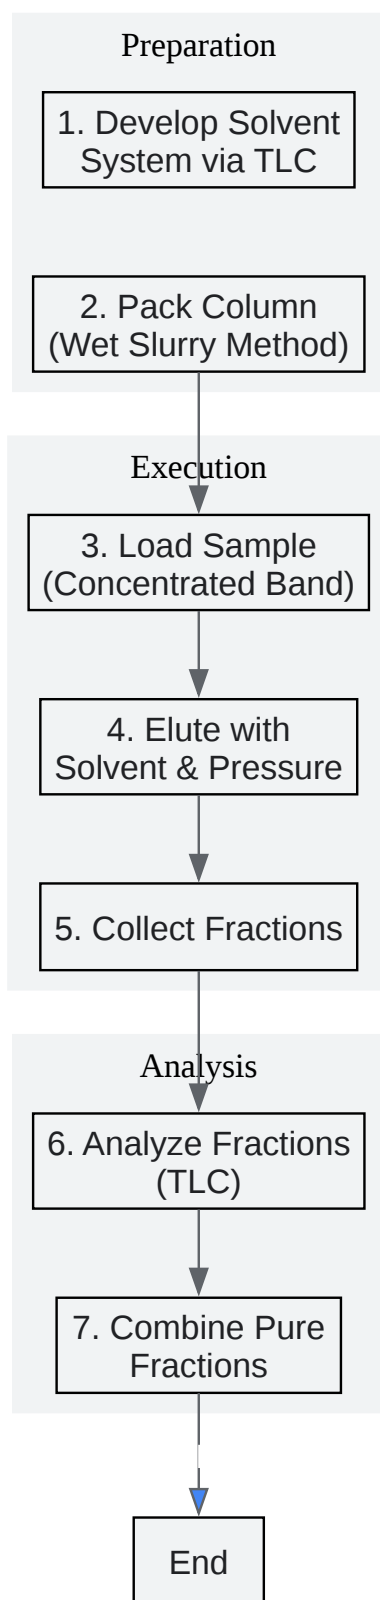 Preparation
1. Develop Solvent
System via TLC
2. Pack Column
(Wet Slurry Method)
Execution
3. Load Sample
(Concentrated Band)
4. Elute with
Solvent & Pressure
5. Collect Fractions
Analysis
6. Analyze Fractions
(TLC)
7. Combine Pure
Fractions
End